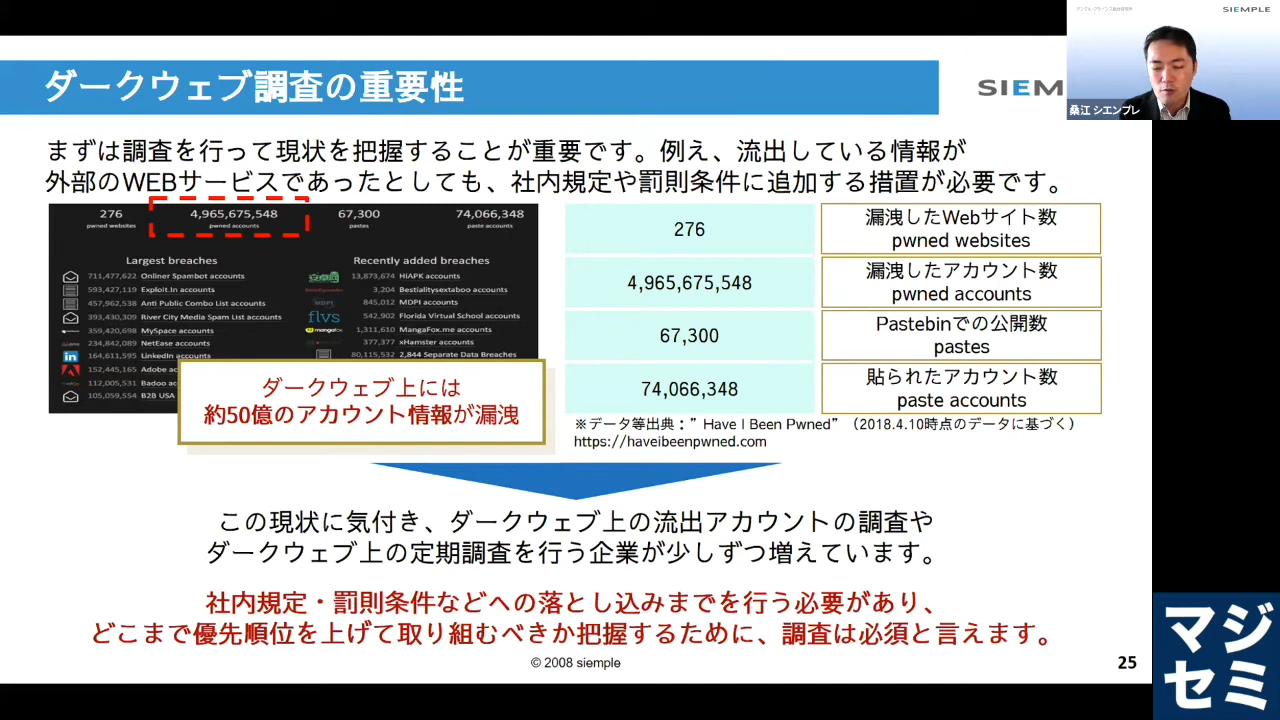 SIEMPLE
ダークウェブ調査の重要性
SIEM
桑江 シエンプレ
まずは調査を行って現状を把握することが重要です。例え、流出している情報が
外部のWEBサービスであったとしても、社内規定や罰則条件に追加する措置が必要です。
276
pwned websites
4,965,675,548
pwned accounts
67,300
pastes
74,066,348
paste accounts
Largest breaches
711,477,622 Onliner Spambot accounts
593,427,119 Exploit.In accounts
457,962,538 Anti Public Combo List accounts
393,430,309 River City Media Spam List accounts
359,420,698 MySpace accounts
234,842,089 NetEase accounts
164,611,595 LinkedIn accounts
152,445,165 Adobe
112,005,531 Badoo
105,059,554 B2B USA
Recently added breaches
13,873,674 HiAPK accounts
3,204 Bestialitysextaboo accounts
MDPI 845,012 MDPI accounts
flvs 542,902 Florida Virtual School accounts
MangaFox 1,311,610 MangaFox.me accounts
377,377 xHamster accounts
80,115,532 2,844 Separate Data Breaches
ダークウェブ上には
約50億のアカウント情報が漏洩
276
漏洩したWebサイト数
pwned websites
4,965,675,548
漏洩したアカウント数
pwned accounts
67,300
Pastebinでの公開数
pastes
74,066,348
貼られたアカウント数
paste accounts
※データ等出典：”Have I Been Pwned”（2018.4.10時点のデータに基づく）
https://haveibeenpwned.com
この現状に気付き、ダークウェブ上の流出アカウントの調査や
ダークウェブ上の定期調査を行う企業が少しずつ増えています。
社内規定・罰則条件などへの落とし込みまでを行う必要があり、
どこまで優先順位を上げて取り組むべきか把握するために、調査は必須と言えます。
© 2008 siemple
25
マジ
セミ